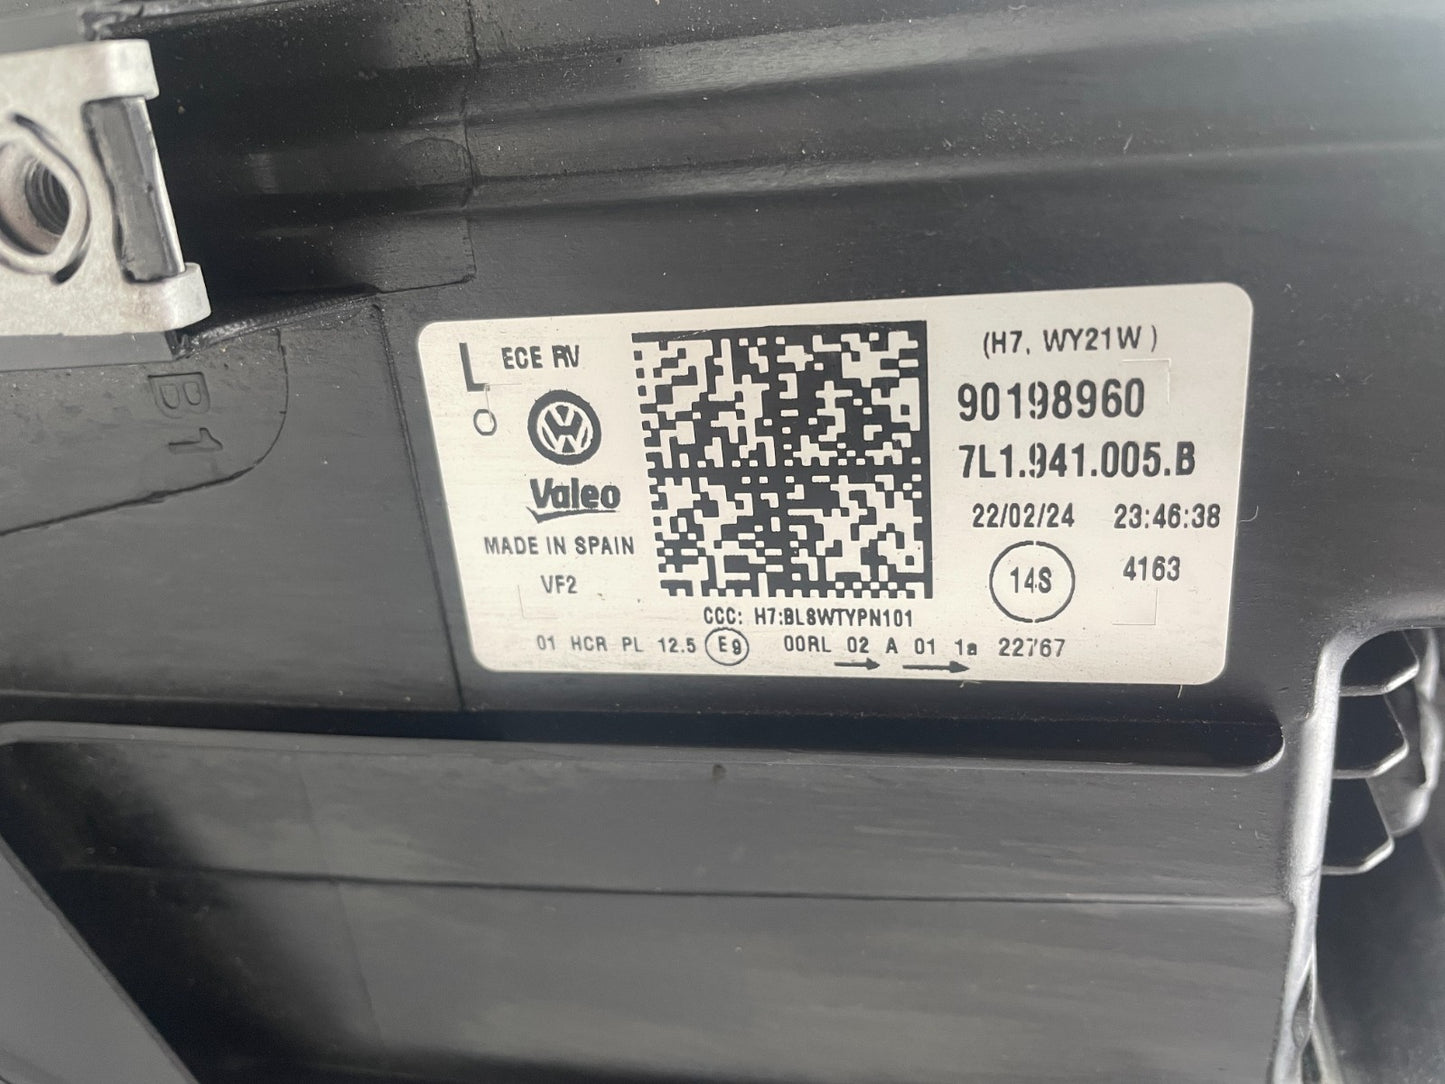 B1
L ECE RV
Valeo
MADE IN SPAIN
VF2
(H7, WY21W)
90198960
7L1.941.005.B
22/02/24 23:46:38
14S 4163
CCC: H7:BL8WTYPN101
01 HCR PL 12.5 E9 00RL 02 A 01 1a 22767